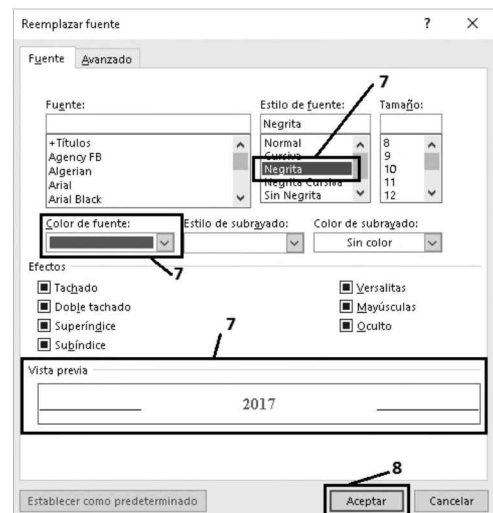 Reemplazar fuente ? ×
Fuente Avanzado
7
Fuente: Estilo de fuente: Tamaño:
Negrita
+Títulos Normal 8
Agency FB Cursiva 9
Algerian Negrita 10
Arial Negrita Cursiva 11
Arial Black Sin Negrita 12
Color de fuente: Estilo de subrayado: Color de subrayado:
Sin color
7
Efectos
Tachado Versalitas
Doble tachado Mayúsculas
Superíndice Oculto
Subíndice
7
Vista previa
2017
8
Establecer como predeterminado Aceptar Cancelar